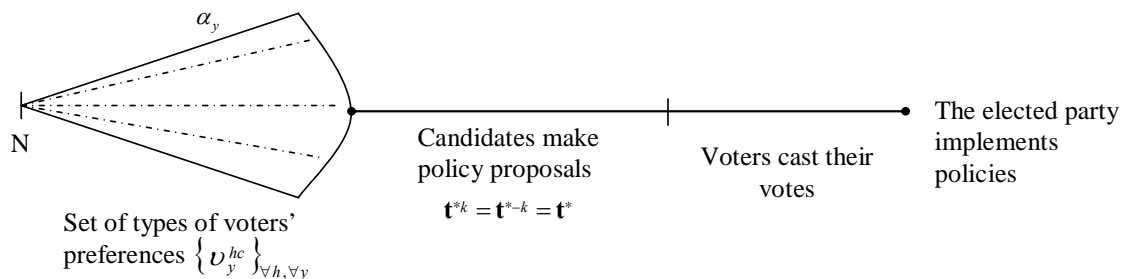 α_y
N
Set of types of voters'
preferences { υ_y^{hc} }_{∀h,∀y}
Candidates make
policy proposals
t^{*k} = t^{*−k} = t^*
Voters cast their
votes
The elected party
implements
policies